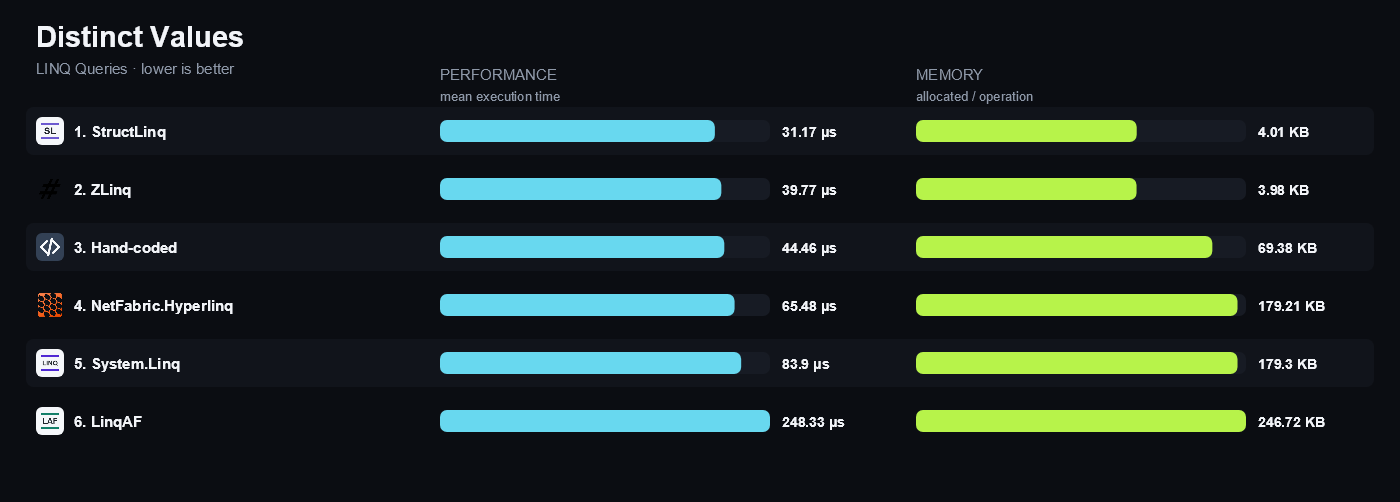 Distinct Values
LINQ Queries · lower is better
PERFORMANCE
mean execution time
MEMORY
allocated / operation
SL 1. StructLinq 31.17 µs 4.01 KB
# 2. ZLinq 39.77 µs 3.98 KB
</> 3. Hand-coded 44.46 µs 69.38 KB
4. NetFabric.Hyperlinq 65.48 µs 179.21 KB
LINQ 5. System.Linq 83.9 µs 179.3 KB
LAF 6. LinqAF 248.33 µs 246.72 KB